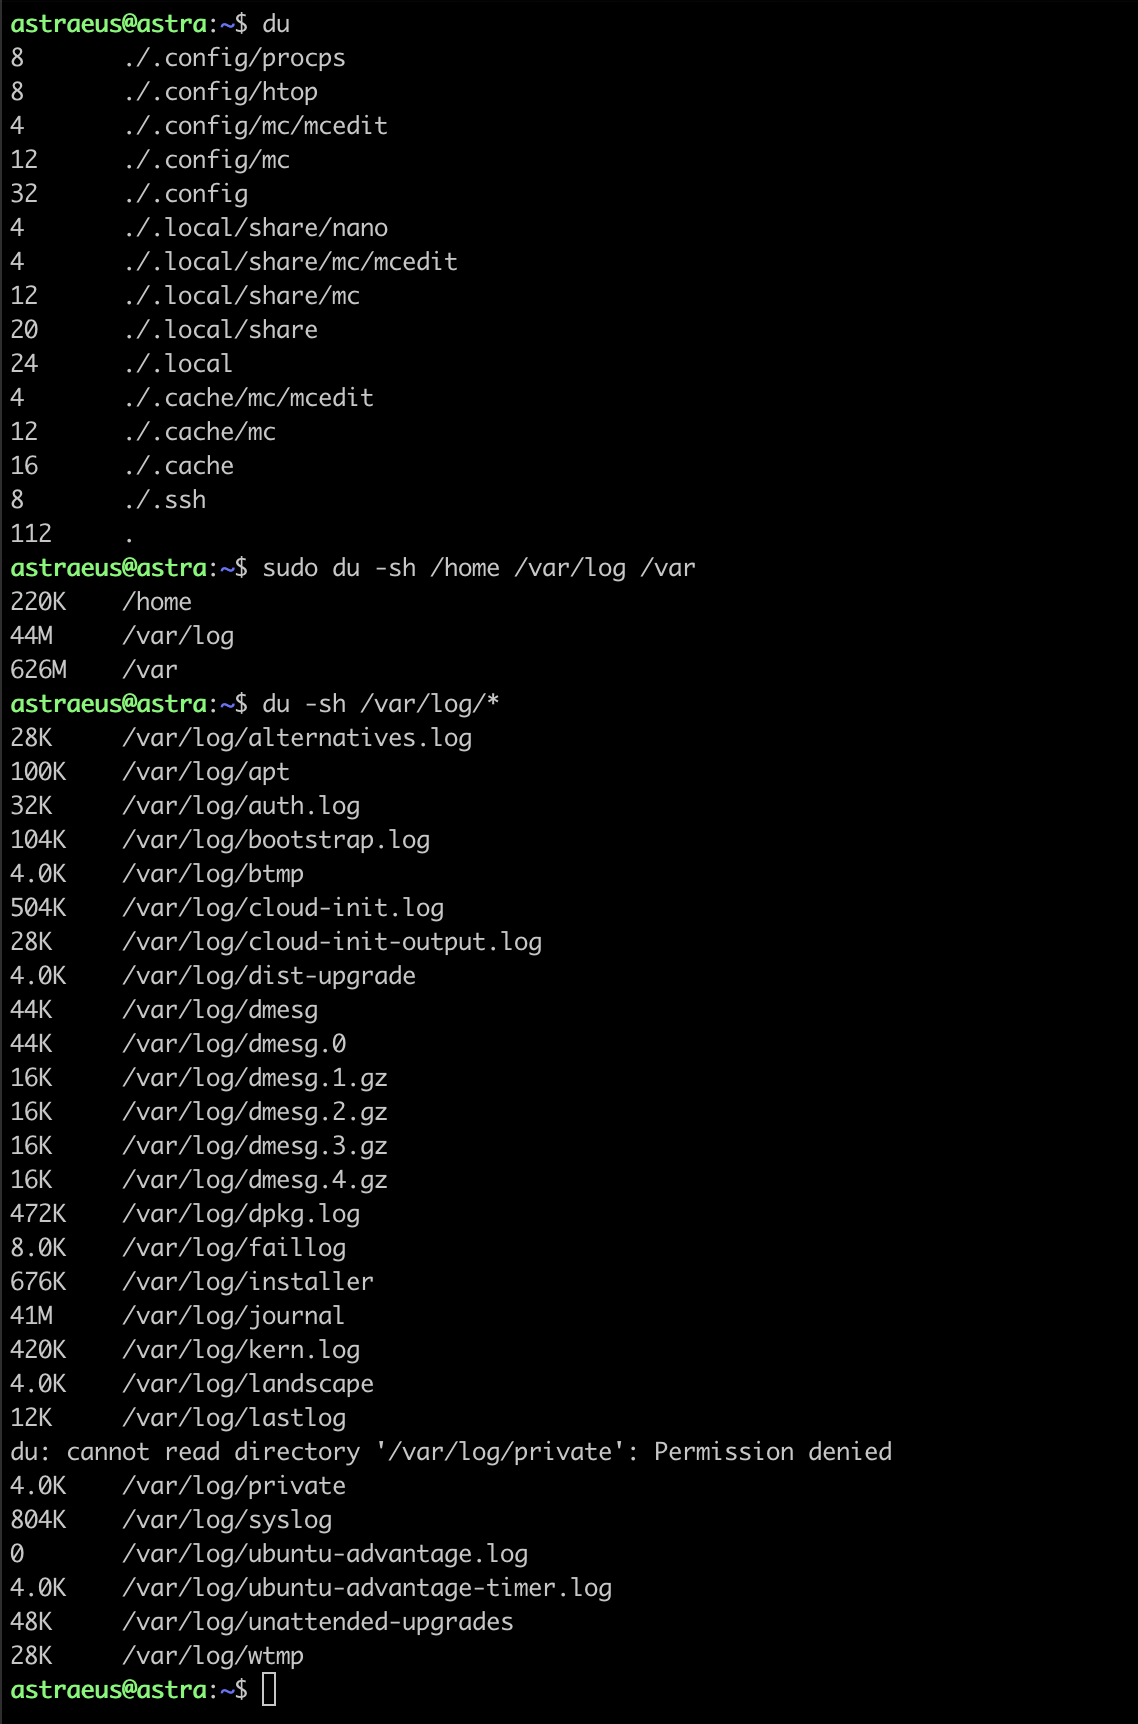 astraeus@astra:~$ du
8       ./.config/procps
8       ./.config/htop
4       ./.config/mc/mcedit
12      ./.config/mc
32      ./.config
4       ./.local/share/nano
4       ./.local/share/mc/mcedit
12      ./.local/share/mc
20      ./.local/share
24      ./.local
4       ./.cache/mc/mcedit
12      ./.cache/mc
16      ./.cache
8       ./.ssh
112     .
astraeus@astra:~$ sudo du -sh /home /var/log /var
220K    /home
44M     /var/log
626M    /var
astraeus@astra:~$ du -sh /var/log/*
28K     /var/log/alternatives.log
100K    /var/log/apt
32K     /var/log/auth.log
104K    /var/log/bootstrap.log
4.0K    /var/log/btmp
504K    /var/log/cloud-init.log
28K     /var/log/cloud-init-output.log
4.0K    /var/log/dist-upgrade
44K     /var/log/dmesg
44K     /var/log/dmesg.0
16K     /var/log/dmesg.1.gz
16K     /var/log/dmesg.2.gz
16K     /var/log/dmesg.3.gz
16K     /var/log/dmesg.4.gz
472K    /var/log/dpkg.log
8.0K    /var/log/faillog
676K    /var/log/installer
41M     /var/log/journal
420K    /var/log/kern.log
4.0K    /var/log/landscape
12K     /var/log/lastlog
du: cannot read directory '/var/log/private': Permission denied
4.0K    /var/log/private
804K    /var/log/syslog
0       /var/log/ubuntu-advantage.log
4.0K    /var/log/ubuntu-advantage-timer.log
48K     /var/log/unattended-upgrades
28K     /var/log/wtmp
astraeus@astra:~$